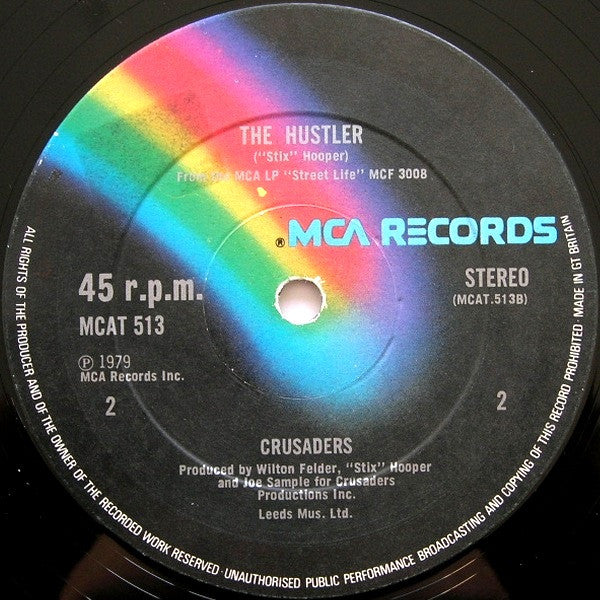 THE HUSTLER
("Stix" Hooper)
From the MCA LP "Street Life" MCF 3008
® MCA RECORDS
45 r.p.m.
MCAT 513
STEREO
(MCAT.513B)
Ⓟ 1979
MCA Records Inc.
2
2
CRUSADERS
Produced by Wilton Felder, "Stix" Hooper
and Joe Sample for Crusaders
Productions Inc.
Leeds Mus. Ltd.
ALL RIGHTS OF THE PRODUCER AND OF THE OWNER OF THE RECORDED WORK RESERVED · UNAUTHORISED PUBLIC PERFORMANCE BROADCASTING AND COPYING OF THIS RECORD PROHIBITED · MADE IN GT BRITAIN